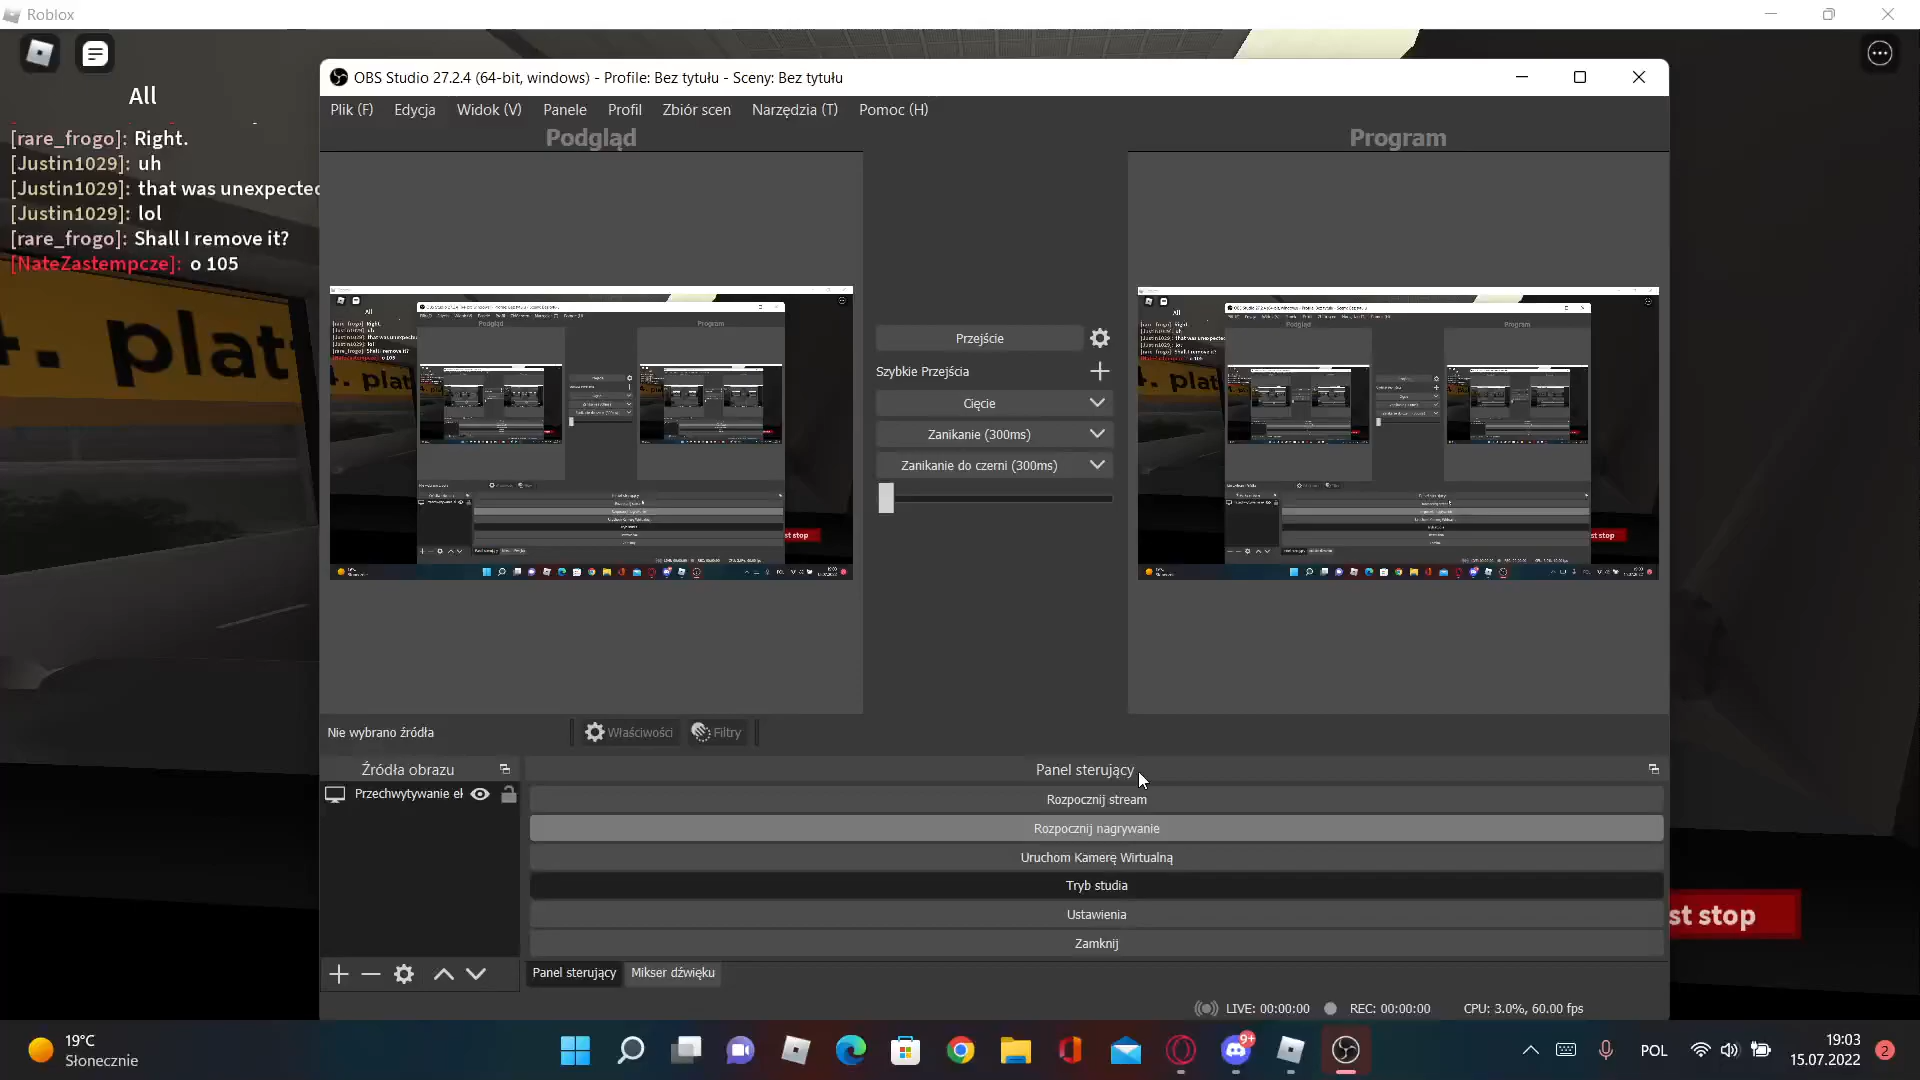 Roblox
All
[rare_frogo]: Right.
[Justin1029]: uh
[Justin1029]: that was unexpected
[Justin1029]: lol
[rare_frogo]: Shall I remove it?
[NateZastempcze]: o 105
. plat
st stop
OBS Studio 27.2.4 (64-bit, windows) - Profile: Bez tytułu - Sceny: Bez tytułu
Plik (F) Edycja Widok (V) Panele Profil Zbiór scen Narzędzia (T) Pomoc (H)
Podgląd Program
Przejście
Szybkie Przejścia
Cięcie
Zanikanie (300ms)
Zanikanie do czerni (300ms)
Nie wybrano źródła Właściwości Filtry
Źródła obrazu
Przechwytywanie ek
Panel sterujący
Rozpocznij stream
Rozpocznij nagrywanie
Uruchom Kamerę Wirtualną
Tryb studia
Ustawienia
Zamknij
Panel sterujący Mikser dźwięku
LIVE: 00:00:00 REC: 00:00:00 CPU: 3.0%, 60.00 fps
19°C
Słonecznie
9+
POL
19:03
15.07.2022
2